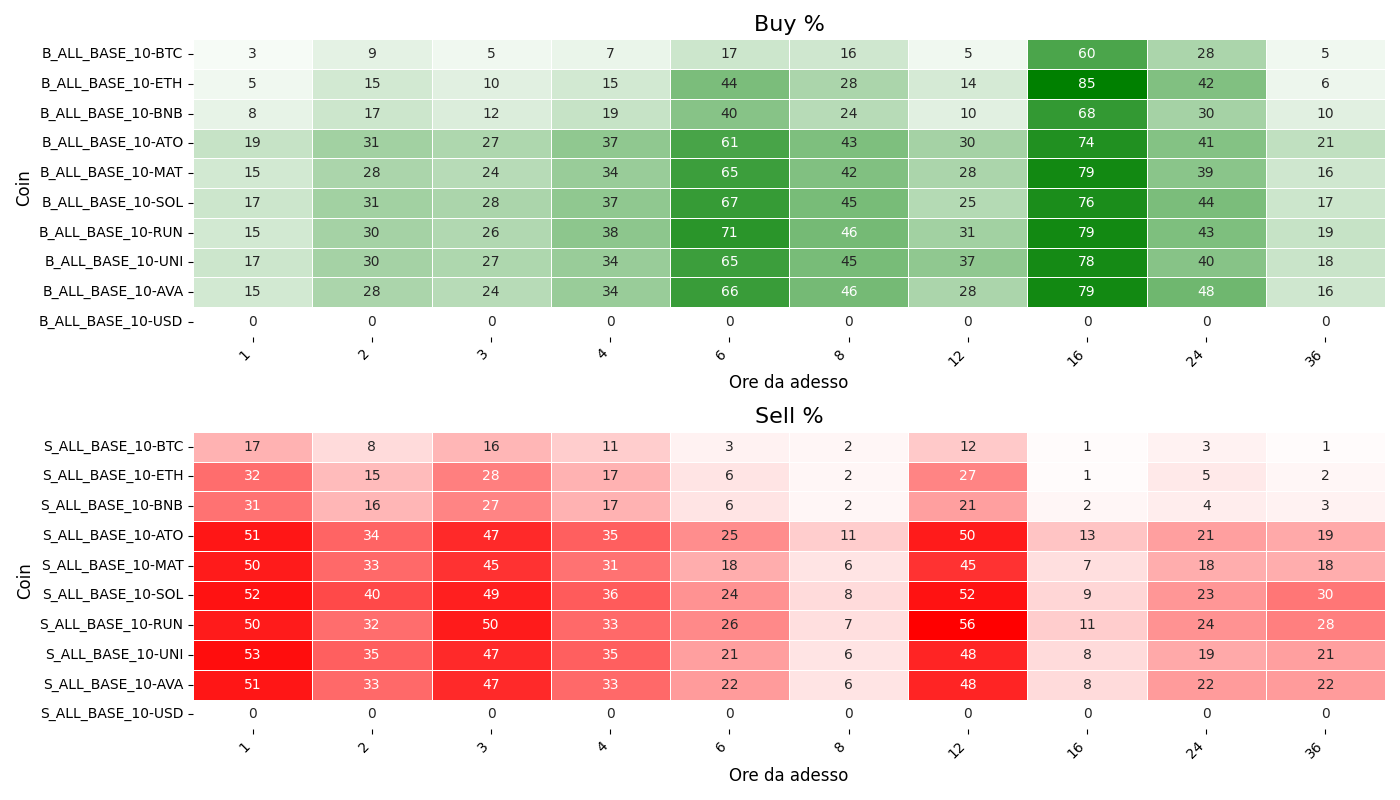 Buy %
Coin
B_ALL_BASE_10-BTC 3 9 5 7 17 16 5 60 28 5
B_ALL_BASE_10-ETH 5 15 10 15 44 28 14 85 42 6
B_ALL_BASE_10-BNB 8 17 12 19 40 24 10 68 30 10
B_ALL_BASE_10-ATO 19 31 27 37 61 43 30 74 41 21
B_ALL_BASE_10-MAT 15 28 24 34 65 42 28 79 39 16
B_ALL_BASE_10-SOL 17 31 28 37 67 45 25 76 44 17
B_ALL_BASE_10-RUN 15 30 26 38 71 46 31 79 43 19
B_ALL_BASE_10-UNI 17 30 27 34 65 45 37 78 40 18
B_ALL_BASE_10-AVA 15 28 24 34 66 46 28 79 48 16
B_ALL_BASE_10-USD 0 0 0 0 0 0 0 0 0 0
1 2 3 4 6 8 12 16 24 36
Ore da adesso
Sell %
Coin
S_ALL_BASE_10-BTC 17 8 16 11 3 2 12 1 3 1
S_ALL_BASE_10-ETH 32 15 28 17 6 2 27 1 5 2
S_ALL_BASE_10-BNB 31 16 27 17 6 2 21 2 4 3
S_ALL_BASE_10-ATO 51 34 47 35 25 11 50 13 21 19
S_ALL_BASE_10-MAT 50 33 45 31 18 6 45 7 18 18
S_ALL_BASE_10-SOL 52 40 49 36 24 8 52 9 23 30
S_ALL_BASE_10-RUN 50 32 50 33 26 7 56 11 24 28
S_ALL_BASE_10-UNI 53 35 47 35 21 6 48 8 19 21
S_ALL_BASE_10-AVA 51 33 47 33 22 6 48 8 22 22
S_ALL_BASE_10-USD 0 0 0 0 0 0 0 0 0 0
1 2 3 4 6 8 12 16 24 36
Ore da adesso